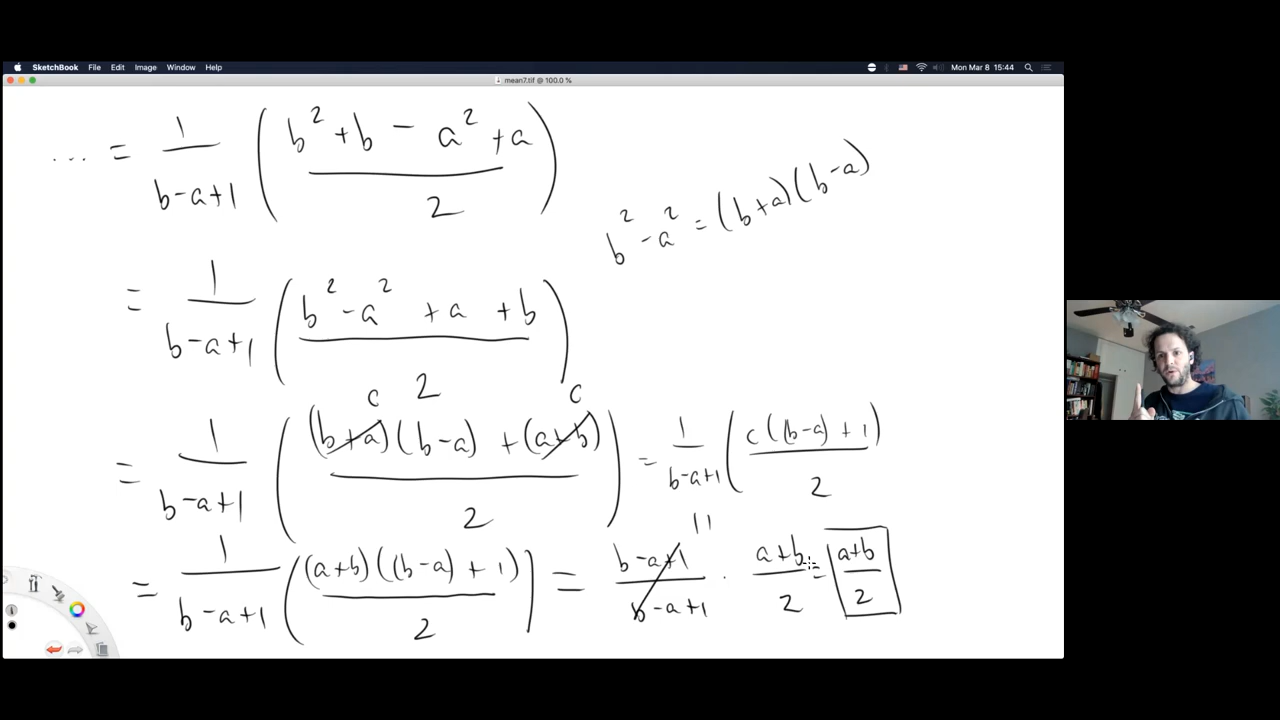 SketchBook File Edit Image Window Help Mon Mar 8 15:44
mean7.tif @ 100.0 %
... = 1/(b-a+1) ( (b² + b - a² + a)/2 )
b² - a² = (b+a)(b-a)
= 1/(b-a+1) ( (b² - a² + a + b)/2 )
c c
= 1/(b-a+1) ( ((b+a)(b-a) + (a+b))/2 ) = 1/(b-a+1) ( c((b-a)+1)/2 )
= 1/(b-a+1) ( (a+b)((b-a)+1)/2 ) = (b-a+1)/(b-a+1) · (a+b)/2 = (a+b)/2